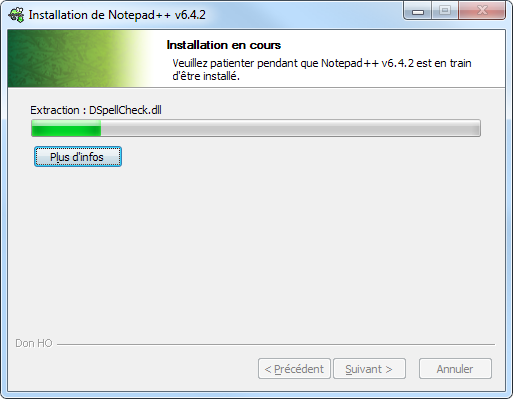 Installation de Notepad++ v6.4.2
Installation en cours
Veuillez patienter pendant que Notepad++ v6.4.2 est en train
d'être installé.
Extraction : DSpellCheck.dll
Plus d'infos
Don HO
< Précédent
Suivant >
Annuler